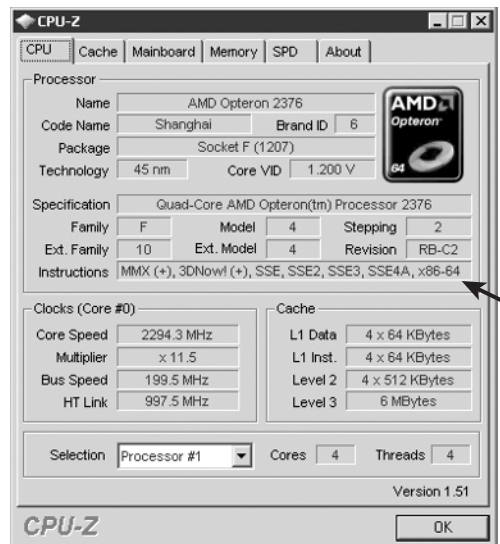 CPU-Z
CPU Cache Mainboard Memory SPD About
Processor
Name AMD Opteron 2376
Code Name Shanghai Brand ID 6
Package Socket F (1207)
Technology 45 nm Core VID 1.200 V
AMD
Opteron
64
Specification Quad-Core AMD Opteron(tm) Processor 2376
Family F Model 4 Stepping 2
Ext. Family 10 Ext. Model 4 Revision RB-C2
Instructions MMX (+), 3DNow! (+), SSE, SSE2, SSE3, SSE4A, x86-64
Clocks (Core #0)
Core Speed 2294.3 MHz
Multiplier x 11.5
Bus Speed 199.5 MHz
HT Link 997.5 MHz
Cache
L1 Data 4 x 64 KBytes
L1 Inst. 4 x 64 KBytes
Level 2 4 x 512 KBytes
Level 3 6 MBytes
Selection Processor #1 Cores 4 Threads 4
Version 1.51
CPU-Z OK